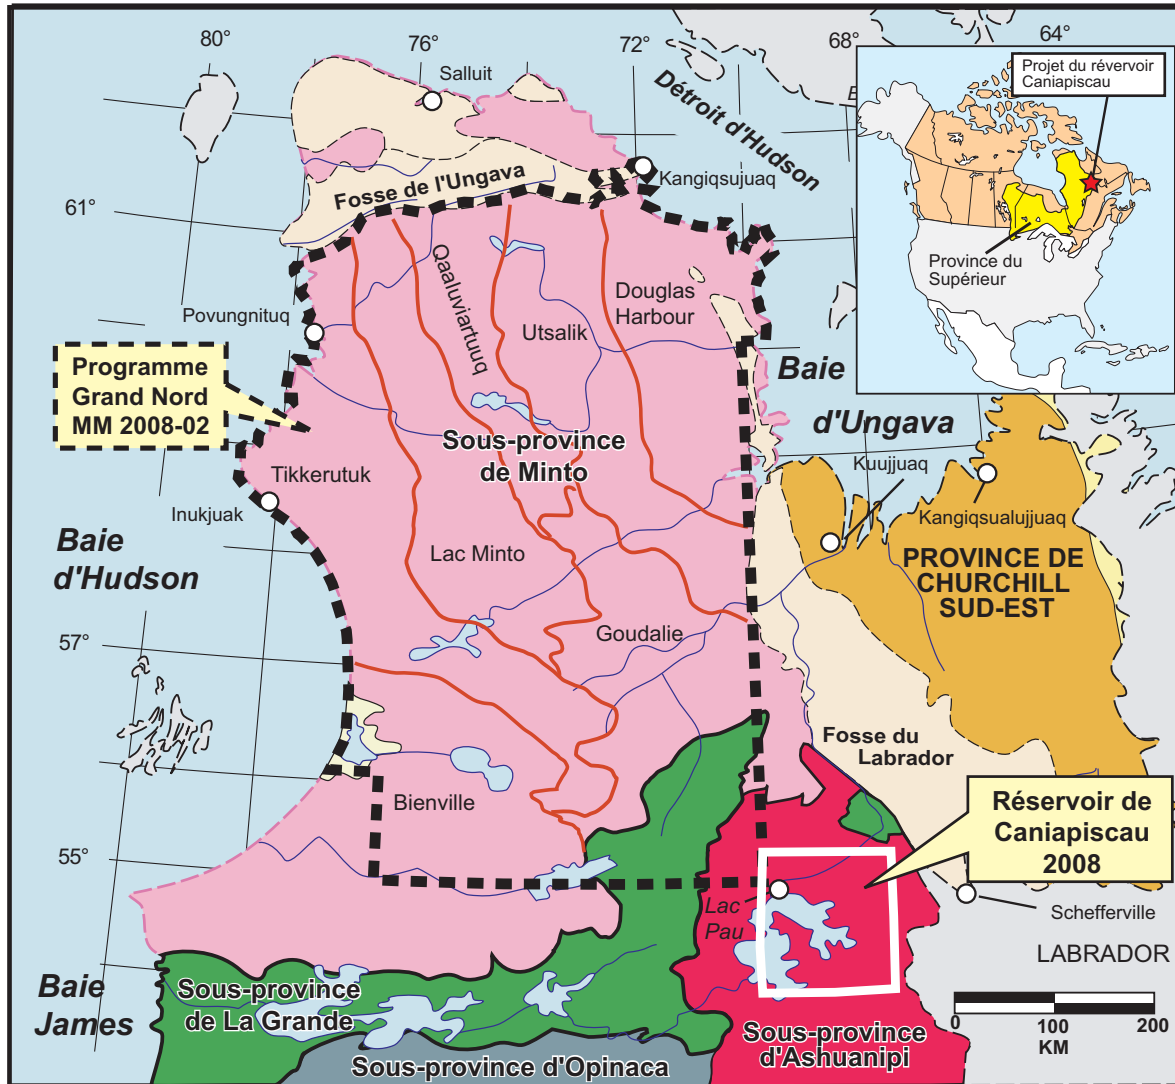 80°
76°
72°
68°
64°
Salluit
Détroit d'Hudson
Projet du révervoir
Caniapiscau
Province du
Supérieur
Kangiqsujuaq
Fosse de l'Ungava
61°
Qaaluviartuuq
Douglas
Harbour
Utsalik
Povungnituq
Programme
Grand Nord
MM 2008-02
Baie
d'Ungava
Sous-province
de Minto
Tikkerutuk
Inukjuak
Kuujjuaq
Kangiqsualujjuaq
PROVINCE DE
CHURCHILL
SUD-EST
Baie
d'Hudson
Lac Minto
Goudalie
57°
Fosse du
Labrador
Bienville
Réservoir de
Caniapiscau
2008
55°
Lac
Pau
Schefferville
LABRADOR
Baie
James
Sous-province
de La Grande
Sous-province d'Opinaca
Sous-province
d'Ashuanipi
0 100 200
KM